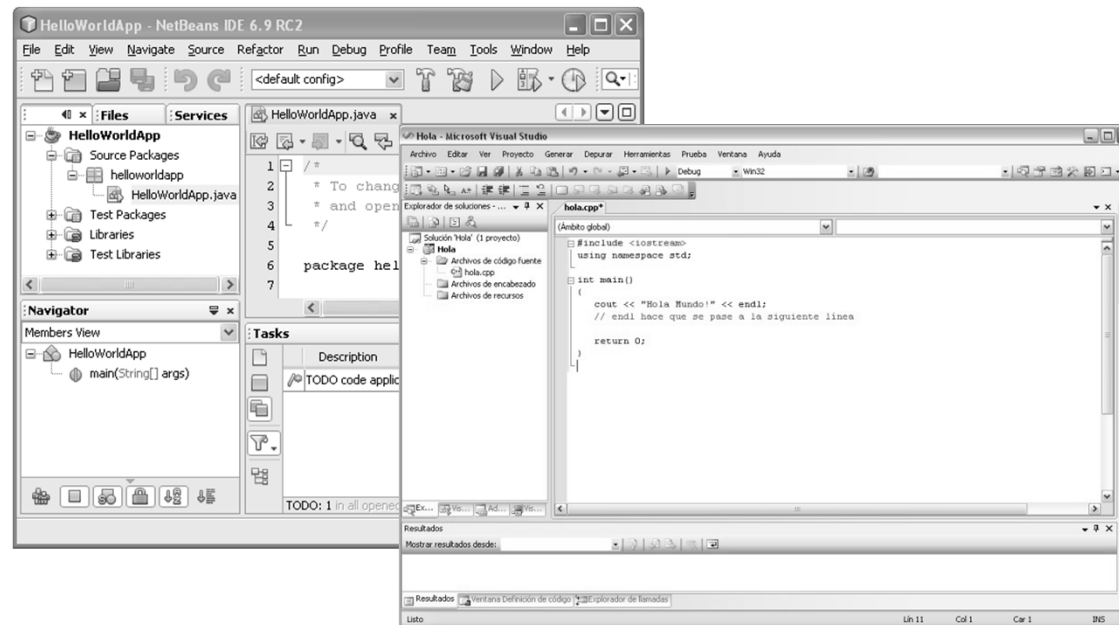 HelloWorldApp - NetBeans IDE 6.9 RC2
File Edit View Navigate Source Refactor Run Debug Profile Team Tools Window Help
<default config>
Files Services
HelloWorldApp
Source Packages
helloworldapp
HelloWorldApp.java
Test Packages
Libraries
Test Libraries
Navigator
Members View
HelloWorldApp
main(String[] args)
HelloWorldApp.java
1 /*
2 * To chang
3 * and open
4 */
5
6 package hel
7
Tasks
Description
TODO code applic
TODO: 1 in all opened
Hola - Microsoft Visual Studio
Archivo Editar Ver Proyecto Generar Depurar Herramientas Prueba Ventana Ayuda
Debug Win32
Explorador de soluciones - ...
Solución 'Hola' (1 proyecto)
Hola
Archivos de código fuente
hola.cpp
Archivos de encabezado
Archivos de recursos
Ex... Vis... Ad... Vis...
hola.cpp*
(Ámbito global)
#include <iostream>
using namespace std;
int main()
{
cout << "Hola Mundo!" << endl;
// endl hace que se pase a la siguiente linea
return 0;
}
Resultados
Mostrar resultados desde:
Resultados Ventana Definición de código Explorador de llamadas
Listo Lín 11 Col 1 Car 1 INS